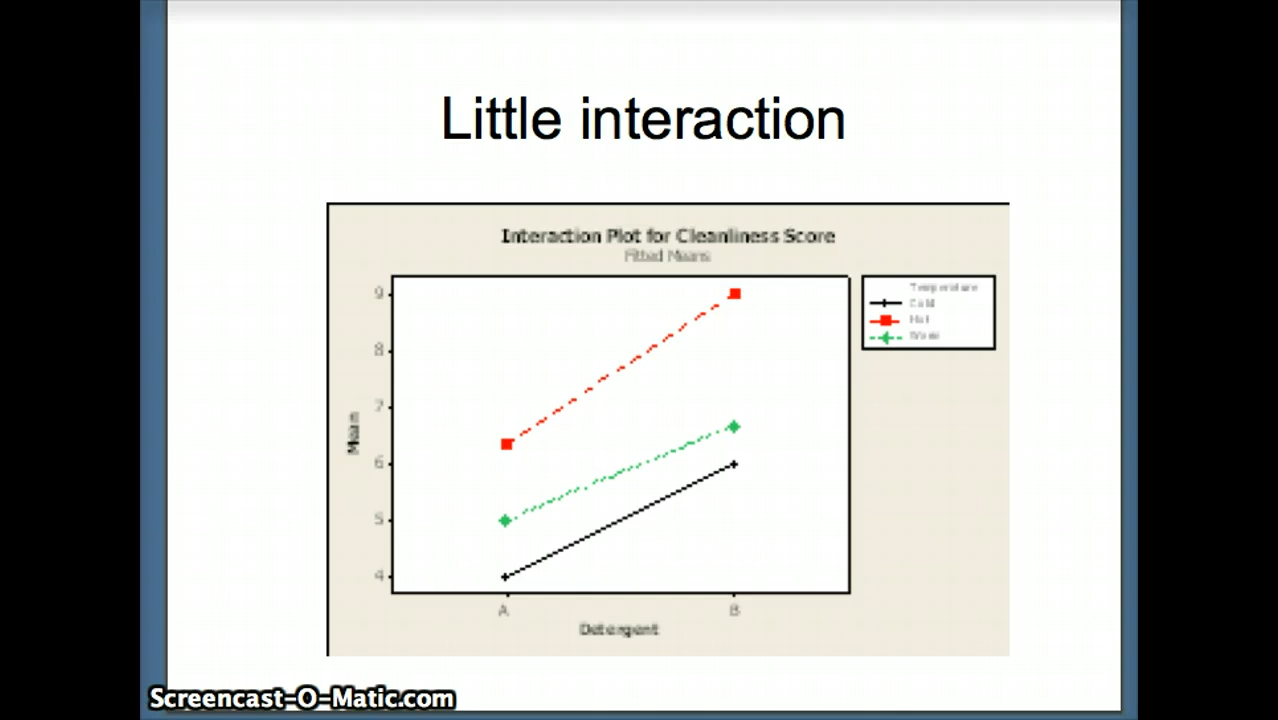 Little interaction
Interaction Plot for Cleanliness Score
Fitted Means
9
8
7
6
5
4
Mean
A
B
Detergent
Temperature
Cold
Hot
Warm
Screencast-O-Matic.com